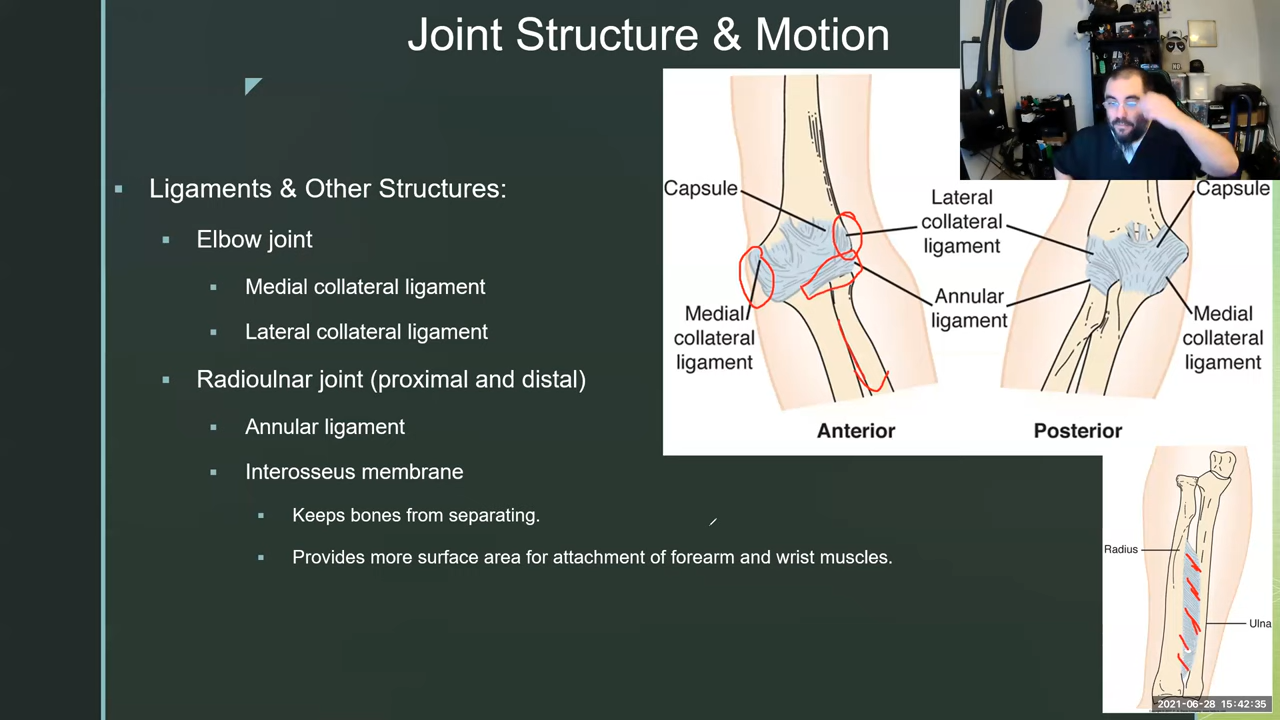 Joint Structure & Motion
Ligaments & Other Structures:
Elbow joint
Medial collateral ligament
Lateral collateral ligament
Radioulnar joint (proximal and distal)
Annular ligament
Interosseus membrane
Keeps bones from separating.
Provides more surface area for attachment of forearm and wrist muscles.
Capsule
Lateral
collateral
ligament
Capsule
Annular
ligament
Medial
collateral
ligament
Medial
collateral
ligament
Anterior
Posterior
Radius
Ulna
2021-06-28 15:42:35